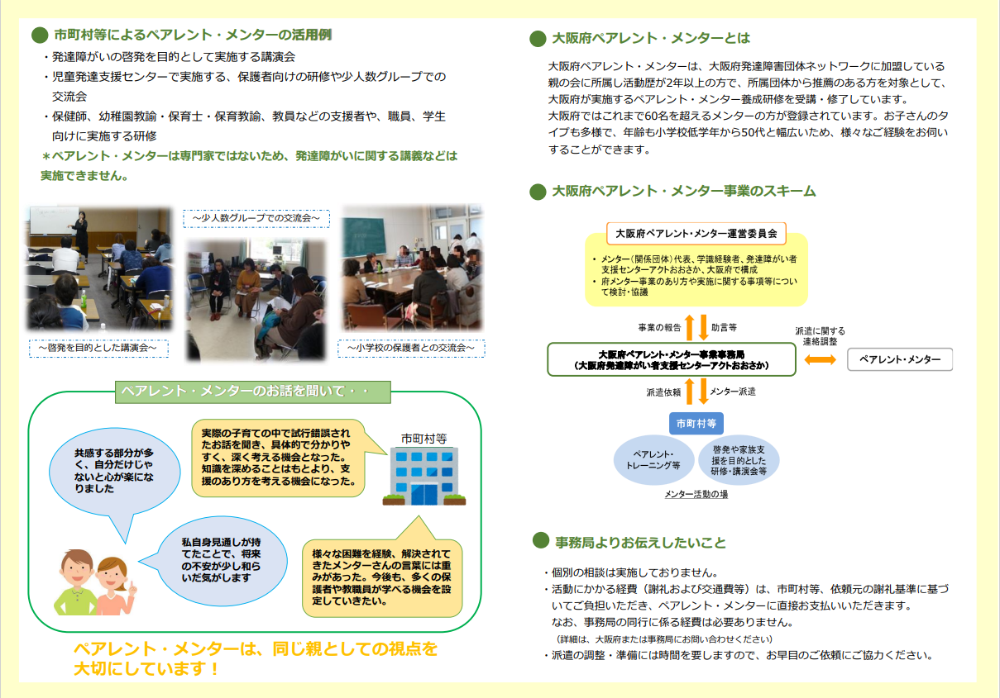 ● 市町村等によるペアレント・メンターの活用例
・発達障がいの啓発を目的として実施する講演会
・児童発達支援センターで実施する、保護者向けの研修や少人数グループでの
交流会
・保健師、幼稚園教諭・保育士・保育教諭、教員などの支援者や、職員、学生
向けに実施する研修
＊ペアレント・メンターは専門家ではないため、発達障がいに関する講義などは
実施できません。
～少人数グループでの交流会～
～啓発を目的とした講演会～
～小学校の保護者との交流会～
ペアレント・メンターのお話を聞いて・・
共感する部分が多
く、自分だけじゃ
ないと心が楽にな
りました
実際の子育ての中で試行錯誤され
たお話を聞き、具体的で分かりや
すく、深く考える機会となった。
知識を深めることはもとより、支
援のあり方を考える機会になった。
市町村等
私自身見通しが持
てたことで、将来
の不安が少し和ら
いだ気がします
様々な困難を経験、解決されて
きたメンターさんの言葉には重
みがあった。今後も、多くの保
護者や教職員が学べる機会を設
定していきたい。
ペアレント・メンターは、同じ親としての視点を
大切にしています！
● 大阪府ペアレント・メンターとは
大阪府ペアレント・メンターは、大阪府発達障害団体ネットワークに加盟している
親の会に所属し活動歴が2年以上の方で、所属団体から推薦のある方を対象として、
大阪府が実施するペアレント・メンター養成研修を受講・修了しています。
大阪府ではこれまで60名を超えるメンターの方が登録されています。お子さんのタ
イプも多様で、年齢も小学校低学年から50代と幅広いため、様々なご経験をお伺い
することができます。
● 大阪府ペアレント・メンター事業のスキーム
大阪府ペアレント・メンター運営委員会
• メンター（関係団体）代表、学識経験者、発達障がい者
支援センターアクトおおさか、大阪府で構成
• 府メンター事業のあり方や実施に関する事項等につい
て検討・協議
事業の報告
助言等
派遣に関する
連絡調整
大阪府ペアレント・メンター事業事務局
（大阪府発達障がい者支援センターアクトおおさか）
ペアレント・メンター
派遣依頼
メンター派遣
市町村等
ペアレント・
トレーニング等
啓発や家族支
援を目的とした
研修・講演会等
メンター活動の場
● 事務局よりお伝えしたいこと
・個別の相談は実施しておりません。
・活動にかかる経費（謝礼および交通費等）は、市町村等、依頼元の謝礼基準に基づ
いてご負担いただき、ペアレント・メンターに直接お支払いいただきます。
なお、事務局の同行に係る経費は必要ありません。
（詳細は、大阪府または事務局にお問い合わせください）
・派遣の調整・準備には時間を要しますので、お早目のご依頼にご協力ください。